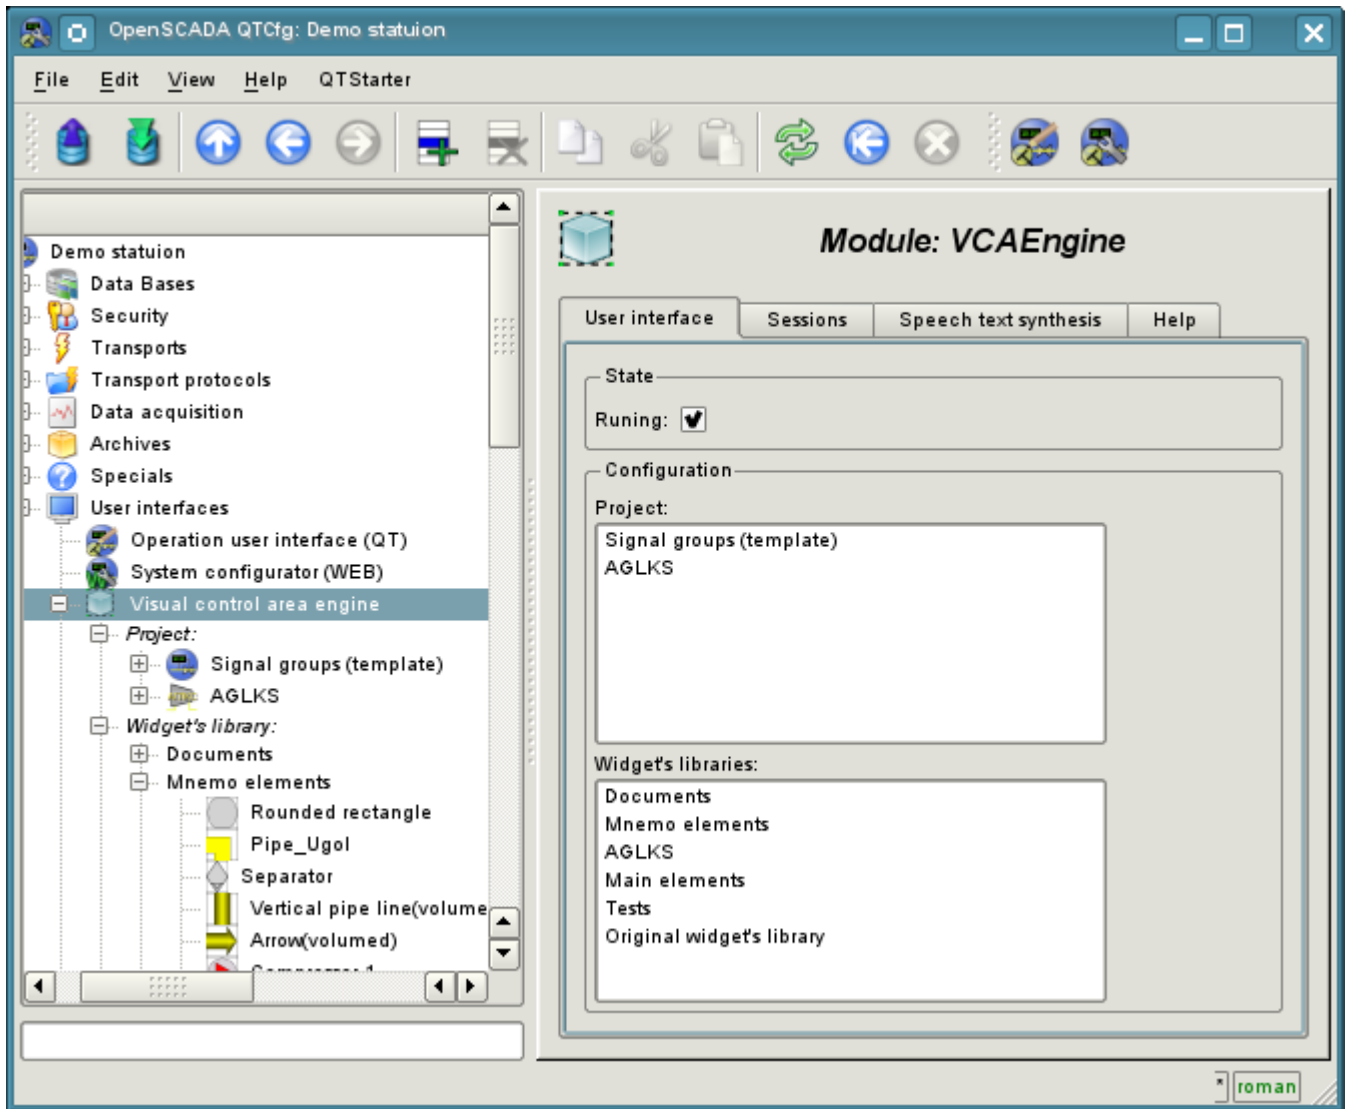 OpenSCADA QTCfg: Demo statuion
File Edit View Help QTStarter
Demo statuion
Data Bases
Security
Transports
Transport protocols
Data acquisition
Archives
Specials
User interfaces
Operation user interface (QT)
System configurator (WEB)
Visual control area engine
Project:
Signal groups (template)
AGLKS
Widget's library:
Documents
Mnemo elements
Rounded rectangle
Pipe_Ugol
Separator
Vertical pipe line(volume
Arrow(volumed)
Module: VCAEngine
User interface Sessions Speech text synthesis Help
State
Runing:
Configuration
Project:
Signal groups (template)
AGLKS
Widget's libraries:
Documents
Mnemo elements
AGLKS
Main elements
Tests
Original widget's library
* roman